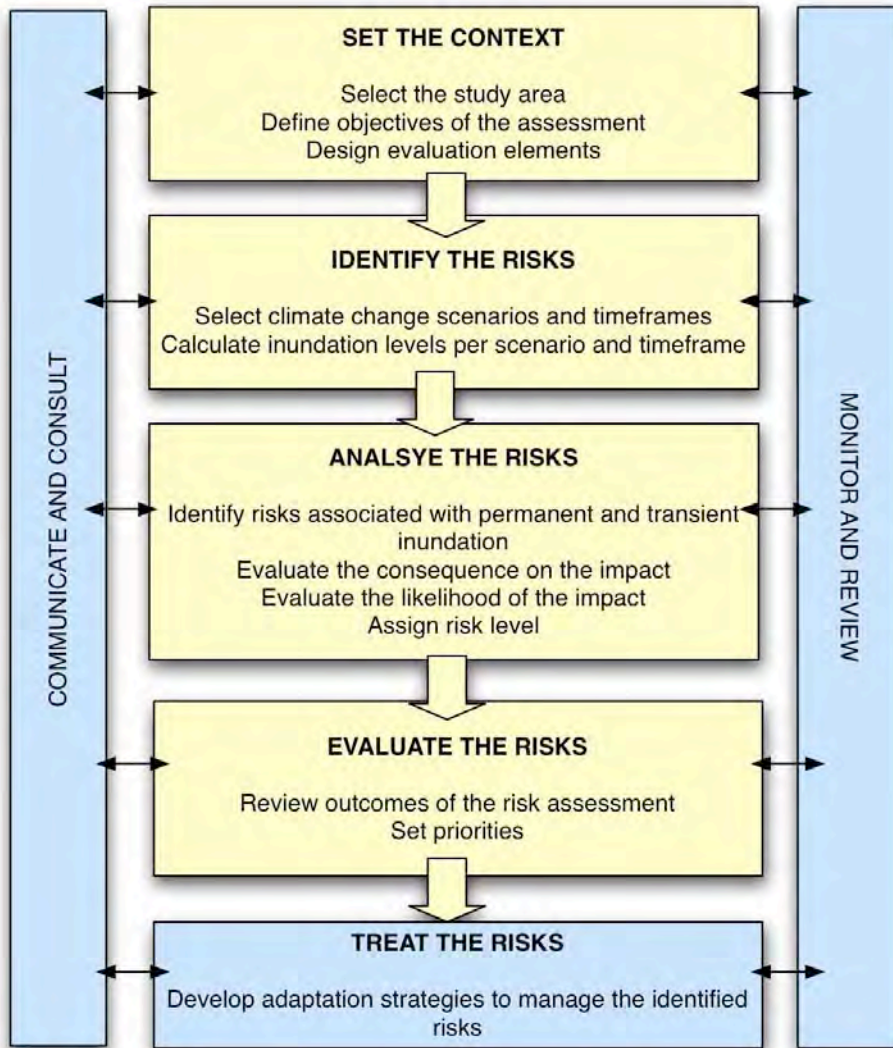 SET THE CONTEXT
Select the study area
Define objectives of the assessment
Design evaluation elements
IDENTIFY THE RISKS
Select climate change scenarios and timeframes
Calculate inundation levels per scenario and timeframe
ANALSYE THE RISKS
Identify risks associated with permanent and transient
inundation
Evaluate the consequence on the impact
Evaluate the likelihood of the impact
Assign risk level
EVALUATE THE RISKS
Review outcomes of the risk assessment
Set priorities
TREAT THE RISKS
Develop adaptation strategies to manage the identified
risks
COMMUNICATE AND CONSULT
MONITOR AND REVIEW